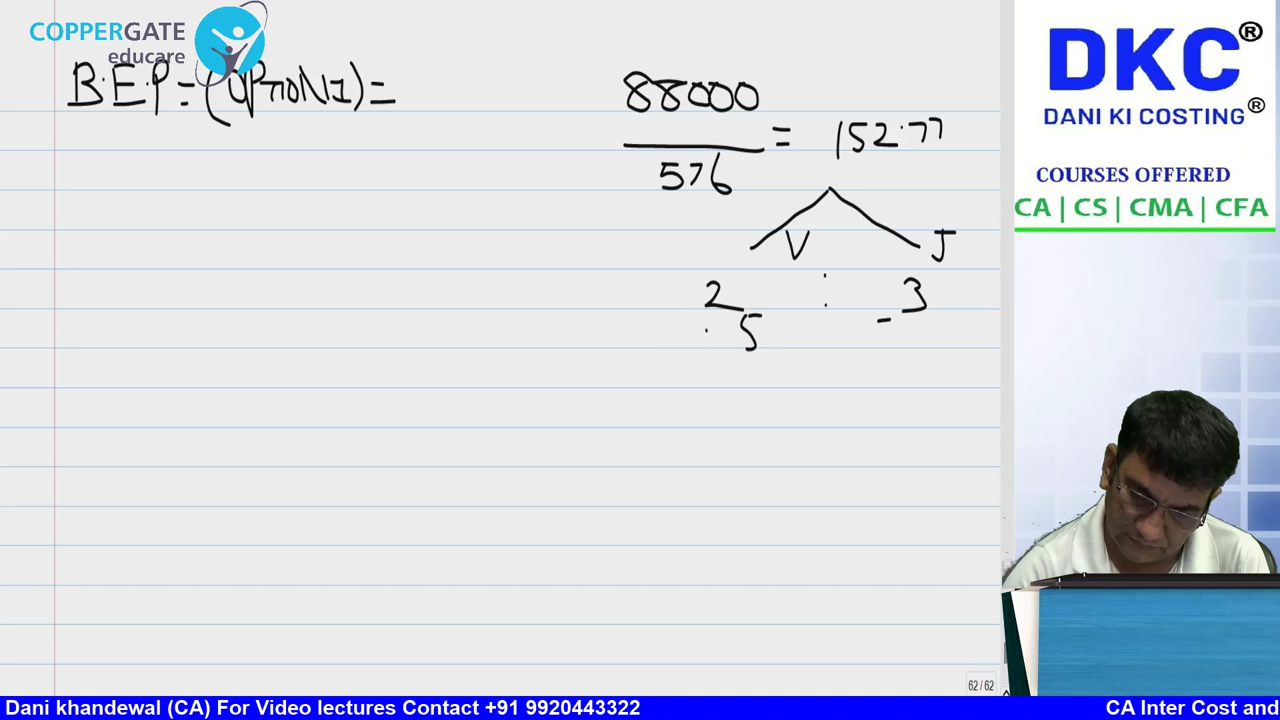 COPPERGATE
educare
B.E.P = (OPTION I) =
88000
= 152.77
576
V J
2 : 3
5
DKC®
DANI KI COSTING®
COURSES OFFERED
CA | CS | CMA | CFA
62/62
Dani khandewal (CA) For Video lectures Contact +91 9920443322
CA Inter Cost and